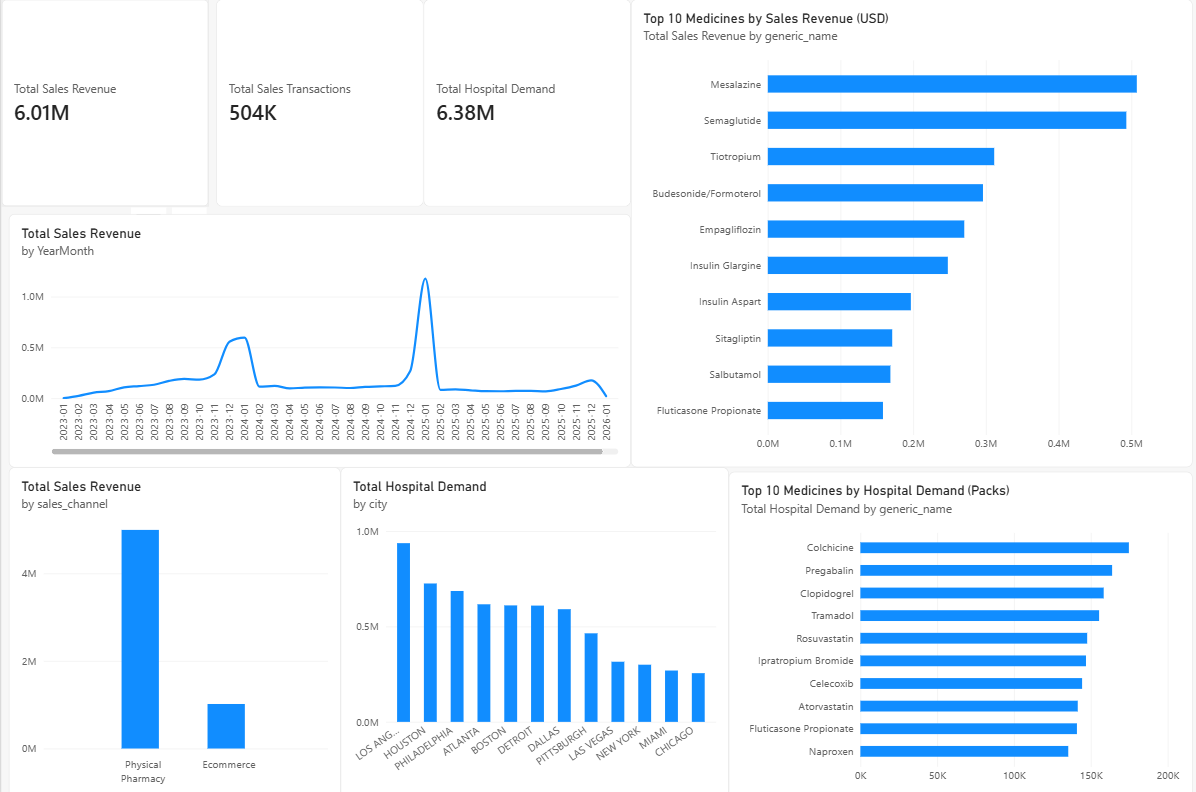 Total Sales Revenue
6.01M
Total Sales Transactions
504K
Total Hospital Demand
6.38M
Top 10 Medicines by Sales Revenue (USD)
Total Sales Revenue by generic_name
Mesalazine
Semaglutide
Tiotropium
Budesonide/Formoterol
Empagliflozin
Insulin Glargine
Insulin Aspart
Sitagliptin
Salbutamol
Fluticasone Propionate
0.0M 0.1M 0.2M 0.3M 0.4M 0.5M
Total Sales Revenue
by YearMonth
1.0M
0.5M
0.0M
2023-01 2023-02 2023-03 2023-04 2023-05 2023-06 2023-07 2023-08 2023-09 2023-10 2023-11 2023-12 2024-01 2024-02 2024-03 2024-04 2024-05 2024-06 2024-07 2024-08 2024-09 2024-10 2024-11 2024-12 2025-01 2025-02 2025-03 2025-04 2025-05 2025-06 2025-07 2025-08 2025-09 2025-10 2025-11 2025-12 2026-01
Total Sales Revenue
by sales_channel
4M
2M
0M
Physical
Pharmacy
Ecommerce
Total Hospital Demand
by city
1.0M
0.5M
0.0M
LOS ANG... HOUSTON PHILADELPHIA ATLANTA BOSTON DETROIT DALLAS PITTSBURGH LAS VEGAS NEW YORK MIAMI CHICAGO
Top 10 Medicines by Hospital Demand (Packs)
Total Hospital Demand by generic_name
Colchicine
Pregabalin
Clopidogrel
Tramadol
Rosuvastatin
Ipratropium Bromide
Celecoxib
Atorvastatin
Fluticasone Propionate
Naproxen
0K 50K 100K 150K 200K